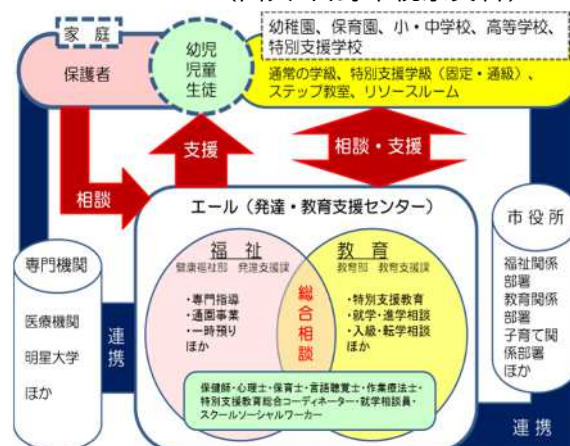 家 庭
保護者
幼児
児童
生徒
幼稚園、保育園、小・中学校、高等学校、
特別支援学校
通常の学級、特別支援学級（固定・通級）、
ステップ教室、リソースルーム
相談
支援
相談・支援
エール（発達・教育支援センター）
福 祉
健康福祉部 発達支援課
・専門指導
・通園事業
・一時預り
ほか
総合相談
教 育
教育部 教育支援課
・特別支援教育
・就学・進学相談
・入級・転学相談
ほか
保健師・心理士・保育士・言語聴覚士・作業療法士・
特別支援教育総合コーディネーター・就学相談員・
スクールソーシャルワーカー
専門機関
医療機関
明星大学
ほか
連携
市 役 所
福祉関係
部署
教育関係
部署
子育て関
係部署
ほか
連 携